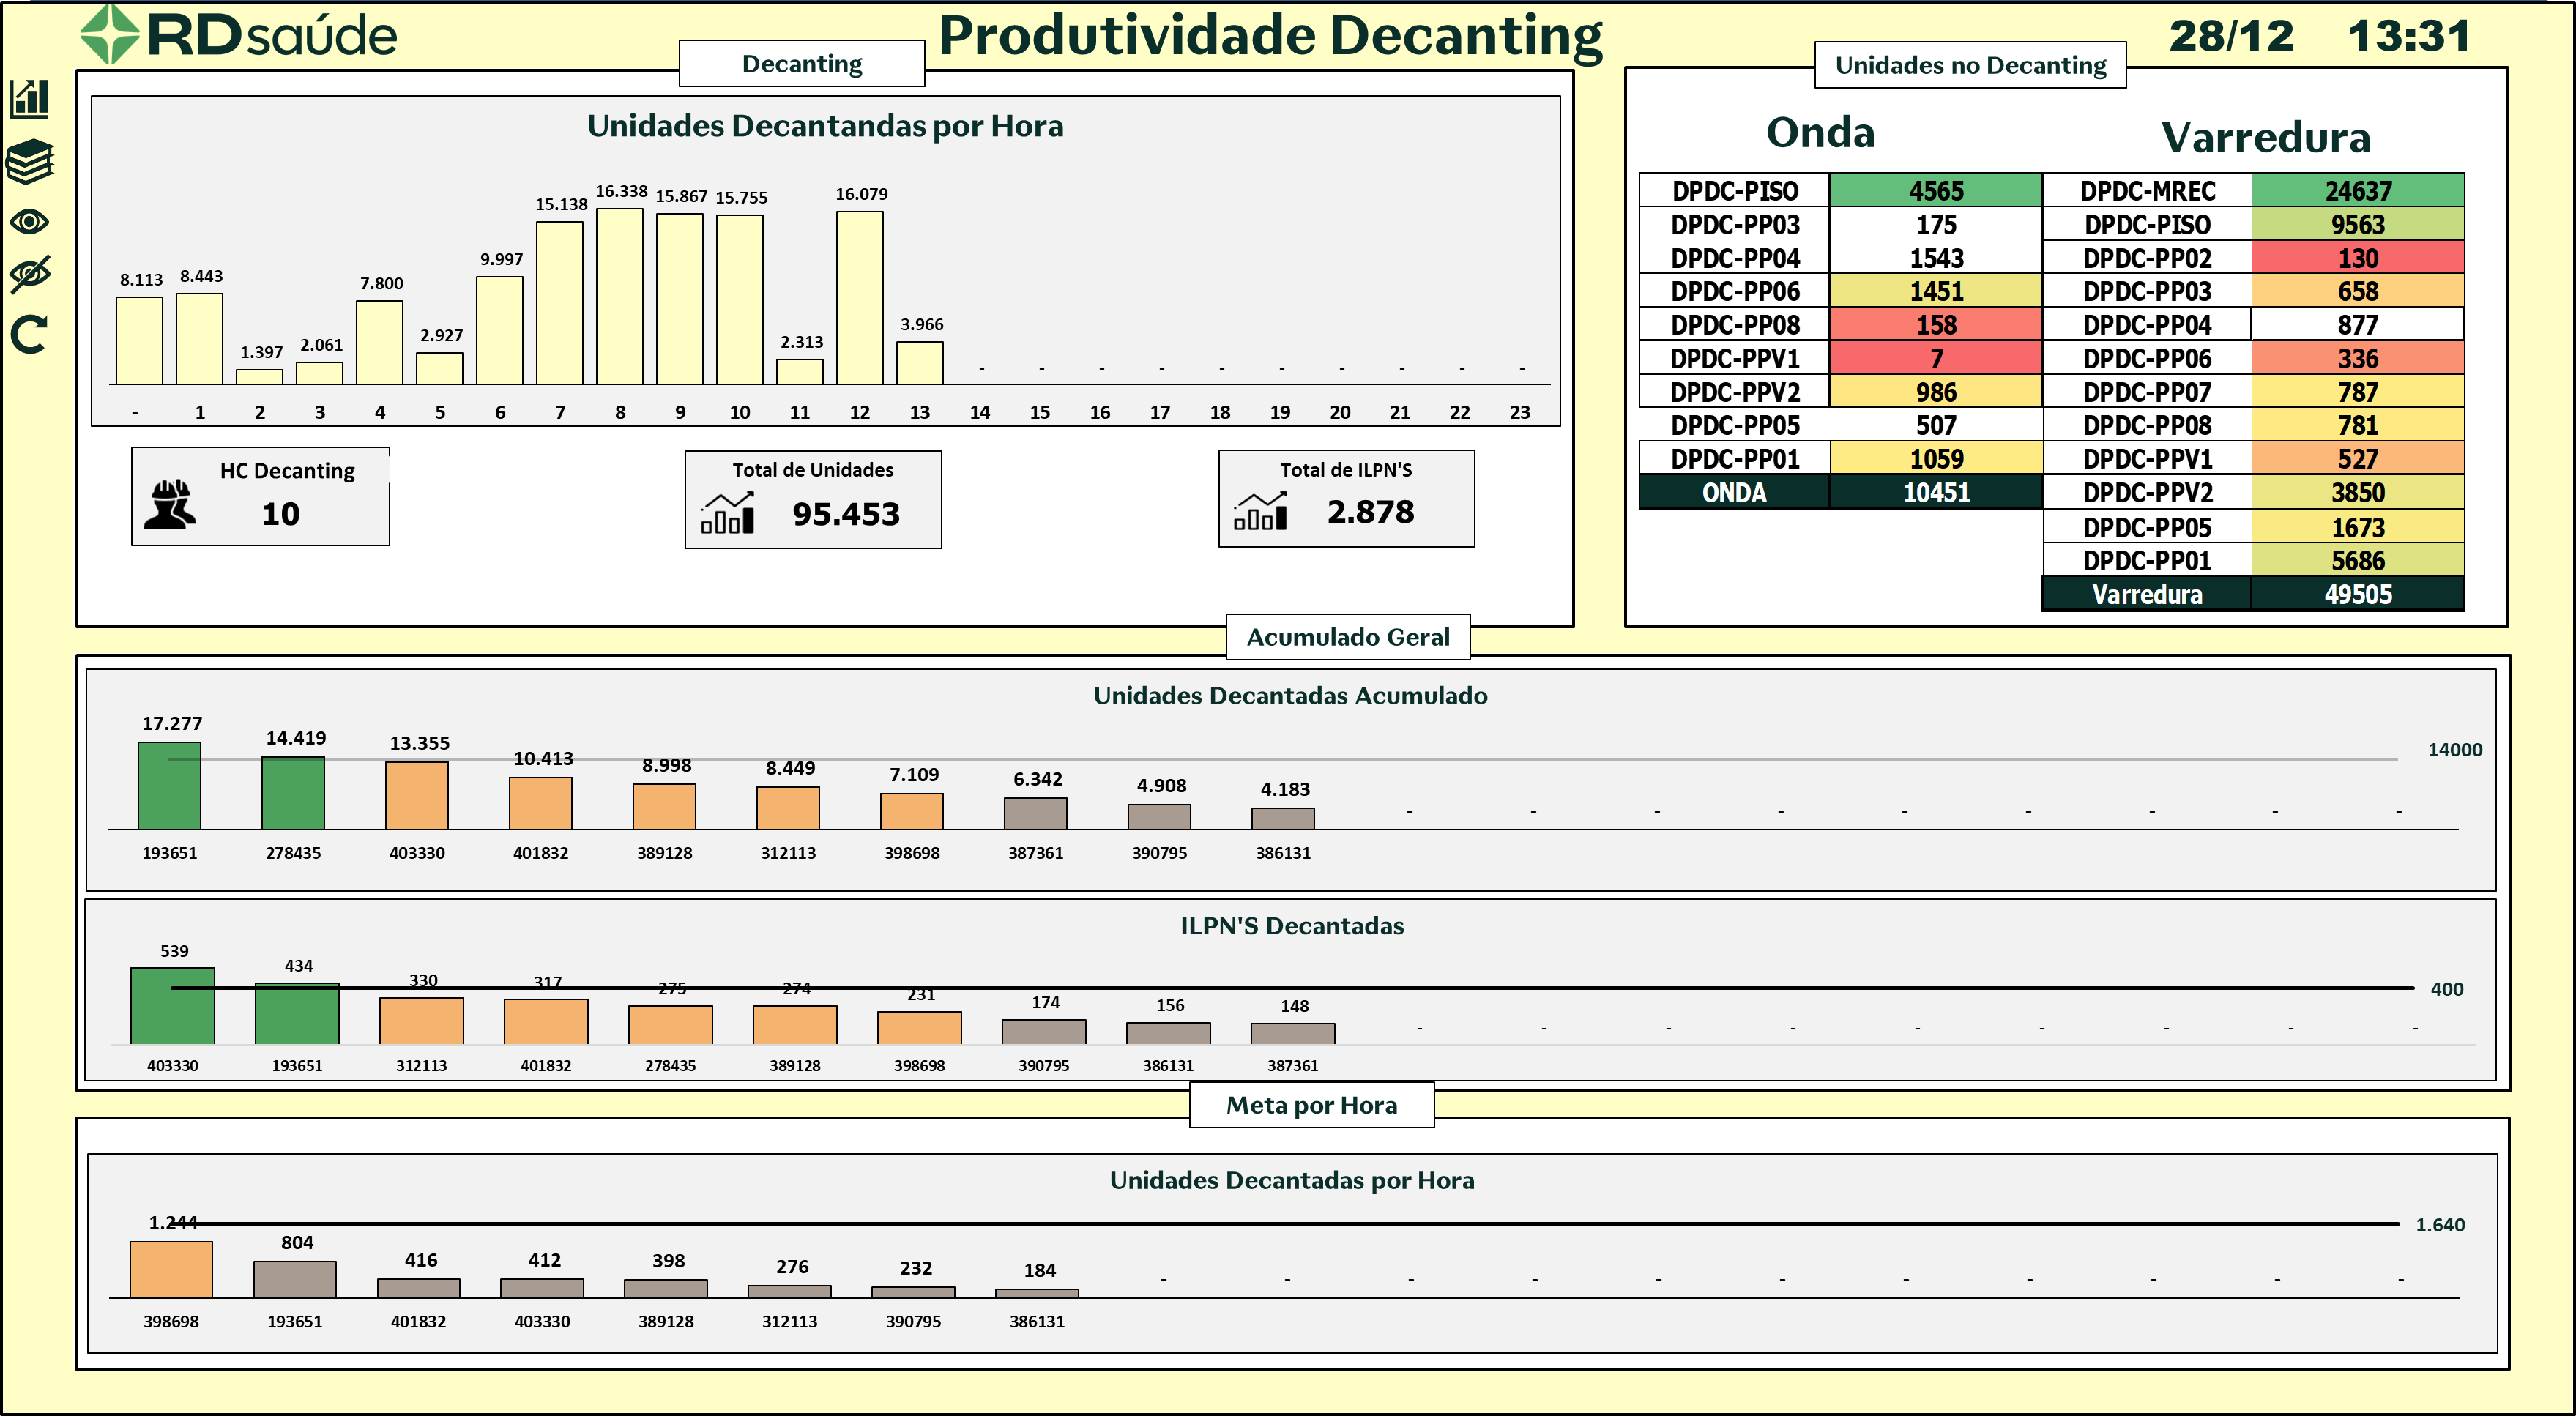 RDsaúde
Produtividade Decanting
28/12 13:31
Decanting
Unidades Decantandas por Hora
8.113 8.443 1.397 2.061 7.800 2.927 9.997 15.138 16.338 15.867 15.755 2.313 16.079 3.966 - - - - - - - - - -
- 1 2 3 4 5 6 7 8 9 10 11 12 13 14 15 16 17 18 19 20 21 22 23
HC Decanting
10
Total de Unidades
95.453
Total de ILPN'S
2.878
Unidades no Decanting
Onda
DPDC-PISO 4565
DPDC-PP03 175
DPDC-PP04 1543
DPDC-PP06 1451
DPDC-PP08 158
DPDC-PPV1 7
DPDC-PPV2 986
DPDC-PP05 507
DPDC-PP01 1059
ONDA 10451
Varredura
DPDC-MREC 24637
DPDC-PISO 9563
DPDC-PP02 130
DPDC-PP03 658
DPDC-PP04 877
DPDC-PP06 336
DPDC-PP07 787
DPDC-PP08 781
DPDC-PPV1 527
DPDC-PPV2 3850
DPDC-PP05 1673
DPDC-PP01 5686
Varredura 49505
Acumulado Geral
Unidades Decantadas Acumulado
17.277 14.419 13.355 10.413 8.998 8.449 7.109 6.342 4.908 4.183 - - - - - - - - -
14000
193651 278435 403330 401832 389128 312113 398698 387361 390795 386131
ILPN'S Decantadas
539 434 330 317 275 274 231 174 156 148 - - - - - - - - -
400
403330 193651 312113 401832 278435 389128 398698 390795 386131 387361
Meta por Hora
Unidades Decantadas por Hora
1.244 804 416 412 398 276 232 184 - - - - - - - - - - -
1.640
398698 193651 401832 403330 389128 312113 390795 386131